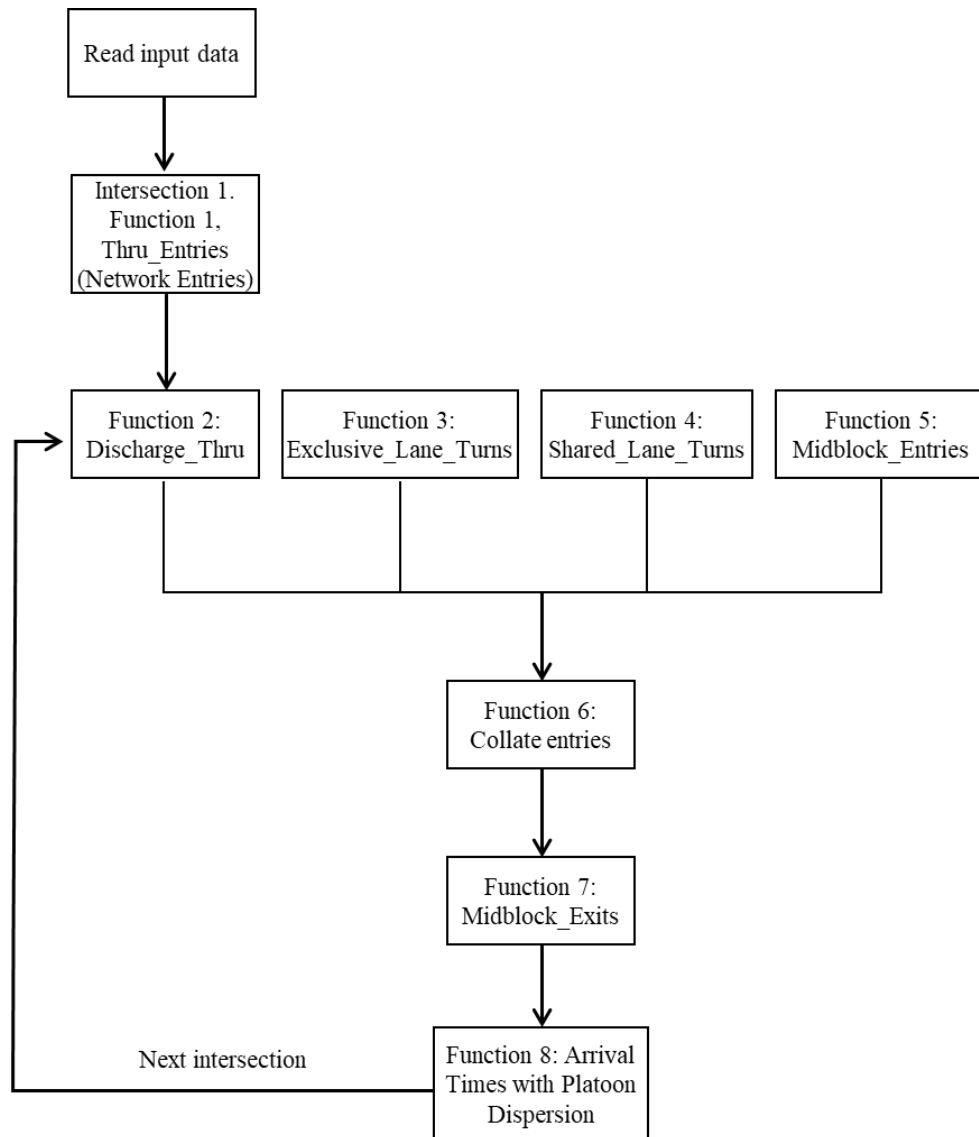 Read input data
Intersection 1.
Function 1,
Thru_Entries
(Network Entries)
Function 2:
Discharge_Thru
Function 3:
Exclusive_Lane_Turns
Function 4:
Shared_Lane_Turns
Function 5:
Midblock_Entries
Function 6:
Collate entries
Function 7:
Midblock_Exits
Next intersection
Function 8: Arrival
Times with Platoon
Dispersion